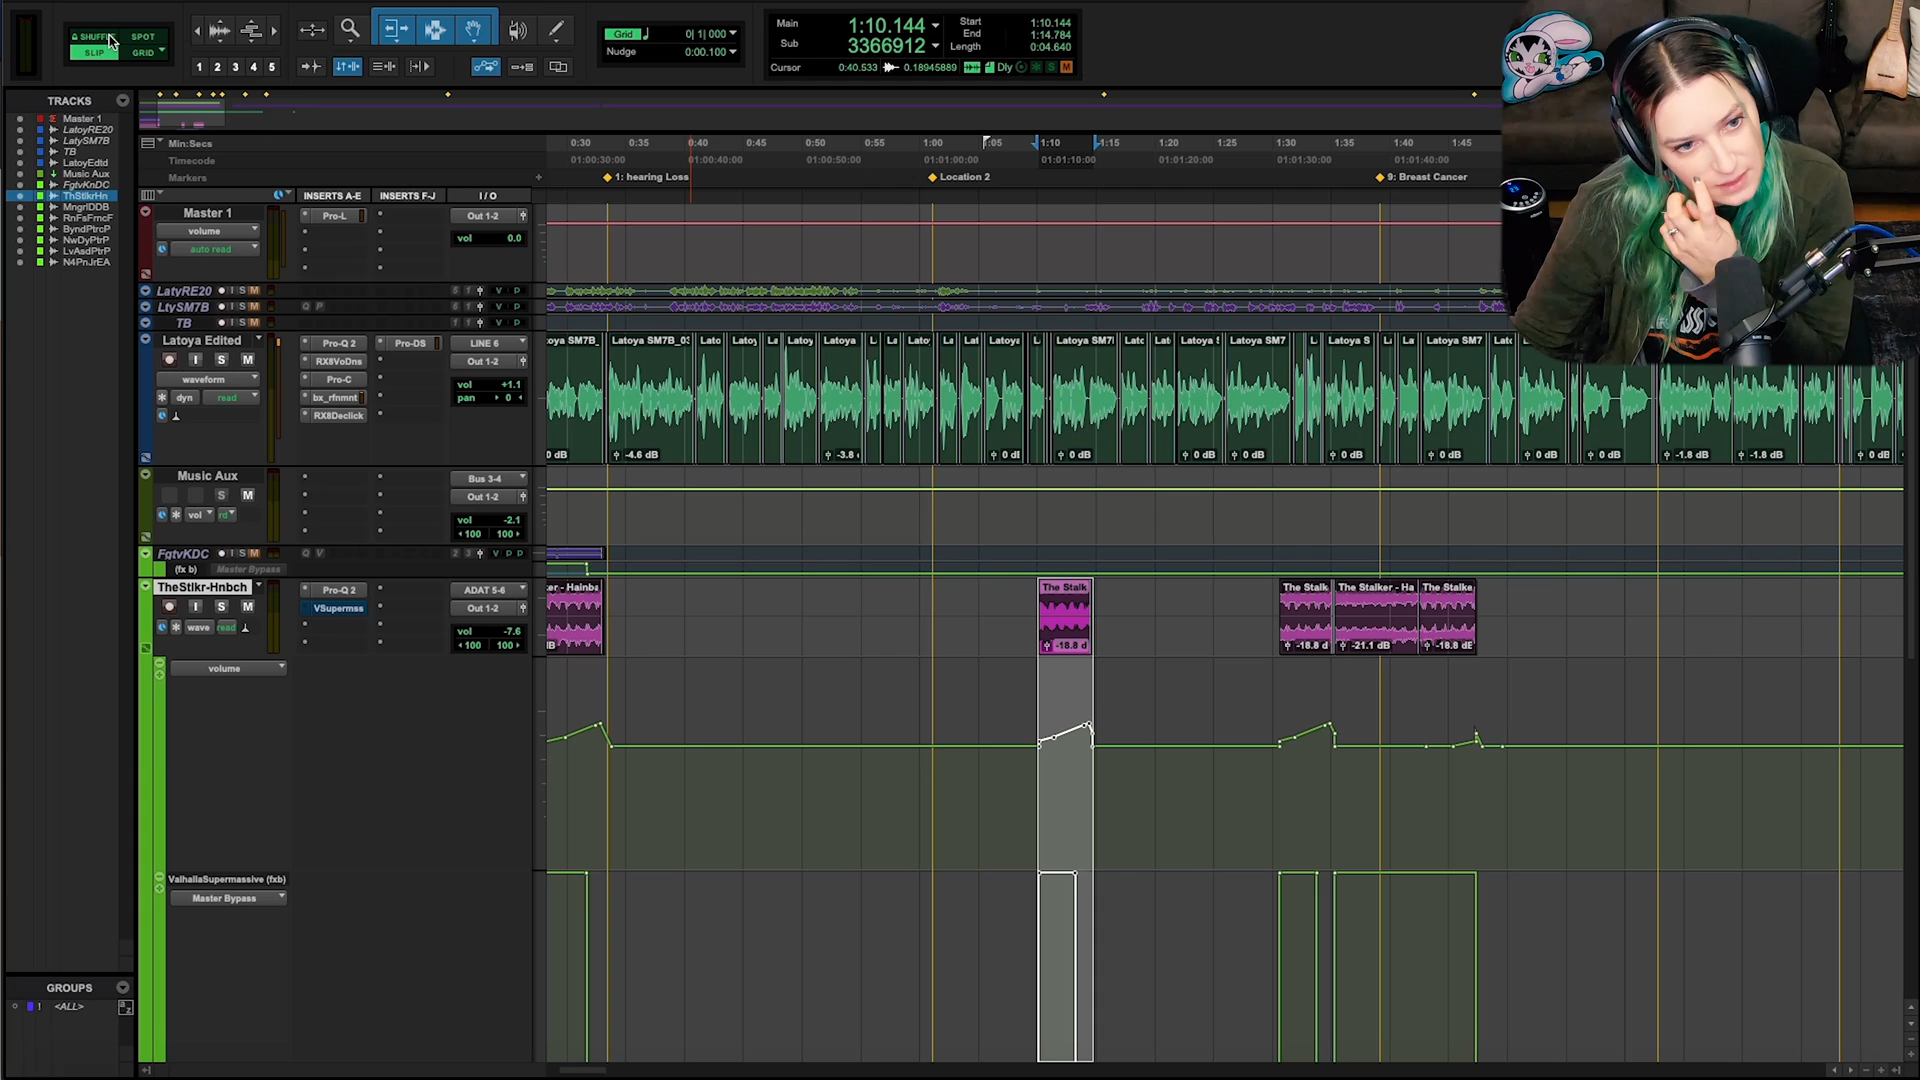 SHUFFLE SPOT
SLIP GRID
1 2 3 4 5
Grid 0| 1| 000
Nudge 0:00.100
Main 1:10.144
Sub 3366912
Start 1:10.144
End 1:14.784
Length 0:04.640
Cursor 0:40.533 0.18945889 Dly S M
TRACKS
Master 1
LatoyRE20
LatySM7B
TB
LatoyEdtd
Music Aux
FgtvKnDC
ThStlkrHn
MngrlDDB
RnFsFrncF
ByndPtrcP
NwDyPtrP
LvAsdPtrP
N4PnJrEA
Min:Secs 0:30 0:35 0:40 0:45 0:50 0:55 1:00 1:05 1:10 1:15 1:20 1:25 1:30 1:35 1:40 1:45
Timecode 01:00:30:00 01:00:40:00 01:00:50:00 01:01:00:00 01:01:10:00 01:01:20:00 01:01:30:00 01:01:40:00
Markers 1: hearing Loss Location 2 9: Breast Cancer
INSERTS A-E INSERTS F-J I / O
Master 1 Pro-L Out 1-2
volume
vol 0.0
auto read
LatyRE20 I S M V P
LtySM7B I S M Q P V P
TB I S M V P
Latoya Edited Pro-Q 2 Pro-DS LINE 6
I S M RX8VoDns Out 1-2
waveform Pro-C vol +1.1
dyn read bx_rfnmnt pan 0
RX8Declick
oya SM7B_ Latoya SM7B_03 Lato Latoya Latoya Latoy La Lat Latoy Latoya SM7 Lato Lat Latoya S Latoya SM7 L Latoya S L La Latoya SM7 Lato
0 dB -4.6 dB -3.8 0 dB 0 dB 0 dB 0 dB 0 dB 0 dB 0 dB -1.8 dB -1.8 dB 0 dB
Music Aux Bus 3-4
S M Out 1-2
vol rd vol -2.1
100 100
FgtvKDC I S M Q V 2 3 V P P
(fx b) Master Bypass
TheStlkr-Hnbch Pro-Q 2 ADAT 5-6
I S M VSupermss Out 1-2
wave read vol -7.6
100 100
er - Hainba The Stalk The Stalk The Stalker - Ha The Stalke
-18.8 d -18.8 d -21.1 dB -18.8 dB
volume
ValhallaSupermassive (fxb)
Master Bypass
GROUPS
1 <ALL>